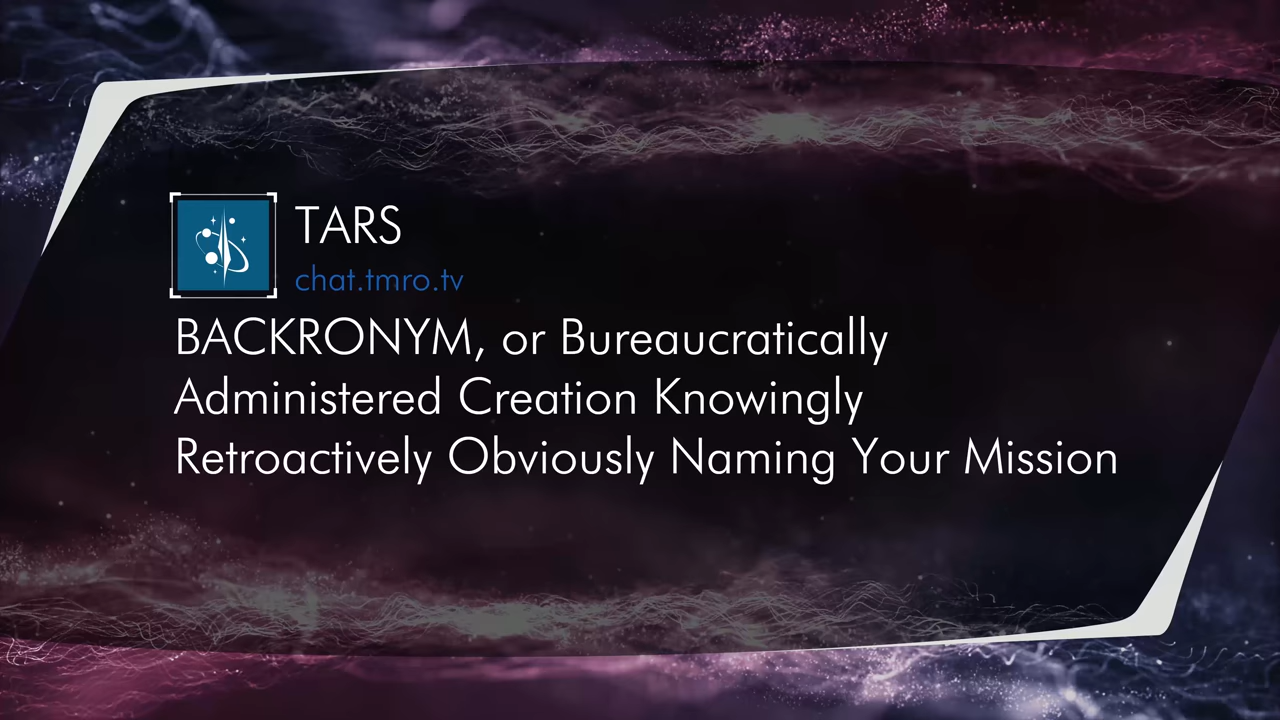 TARS
chat.tmro.tv
BACKRONYM, or Bureaucratically
Administered Creation Knowingly
Retroactively Obviously Naming Your Mission